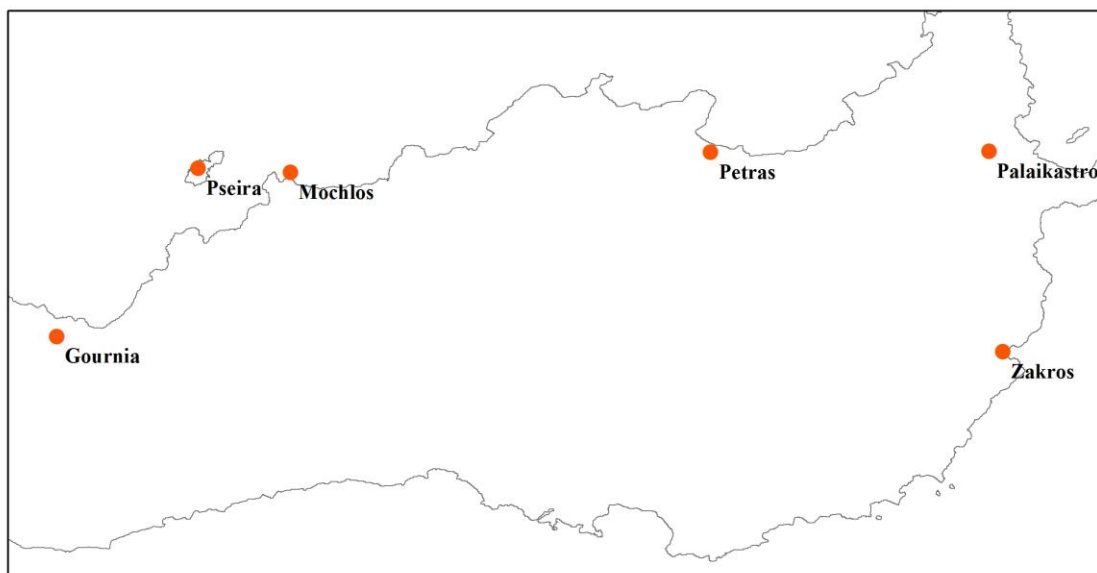 Pseira
Mochlos
Petras
Palaikastro
Gournia
Zakros